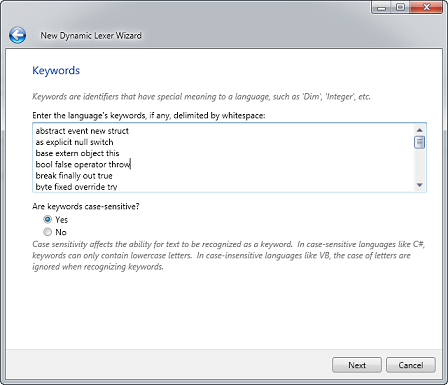 New Dynamic Lexer Wizard
Keywords
Keywords are identifiers that have special meaning to a language, such as 'Dim', 'Integer', etc.
Enter the language's keywords, if any, delimited by whitespace:
abstract event new struct
as explicit null switch
base extern object this
bool false operator throw
break finally out true
byte fixed override try
Are keywords case-sensitive?
Yes
No
Case sensitivity affects the ability for text to be recognized as a keyword. In case-sensitive languages like C#,
keywords can only contain lowercase letters. In case-insensitive languages like VB, the case of letters are
ignored when recognizing keywords.
Next Cancel